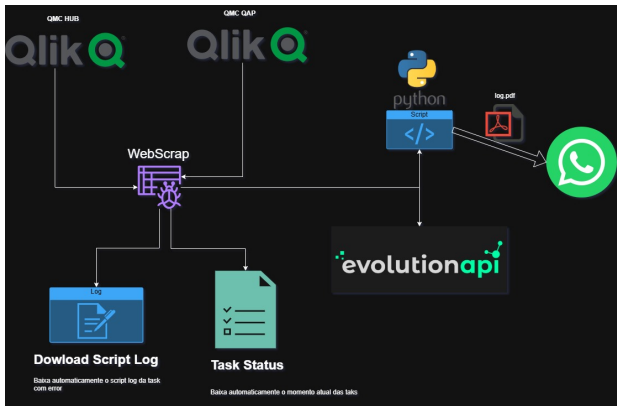 QMC HUB
QMC QAP
Qlik
Qlik
python
Script
log.pdf
WebScrap
evolutionapi
Log
Dowload Script Log
Baixa automaticamente o script log da task
com error
Task Status
Baixa automaticamente o momento atual das taks